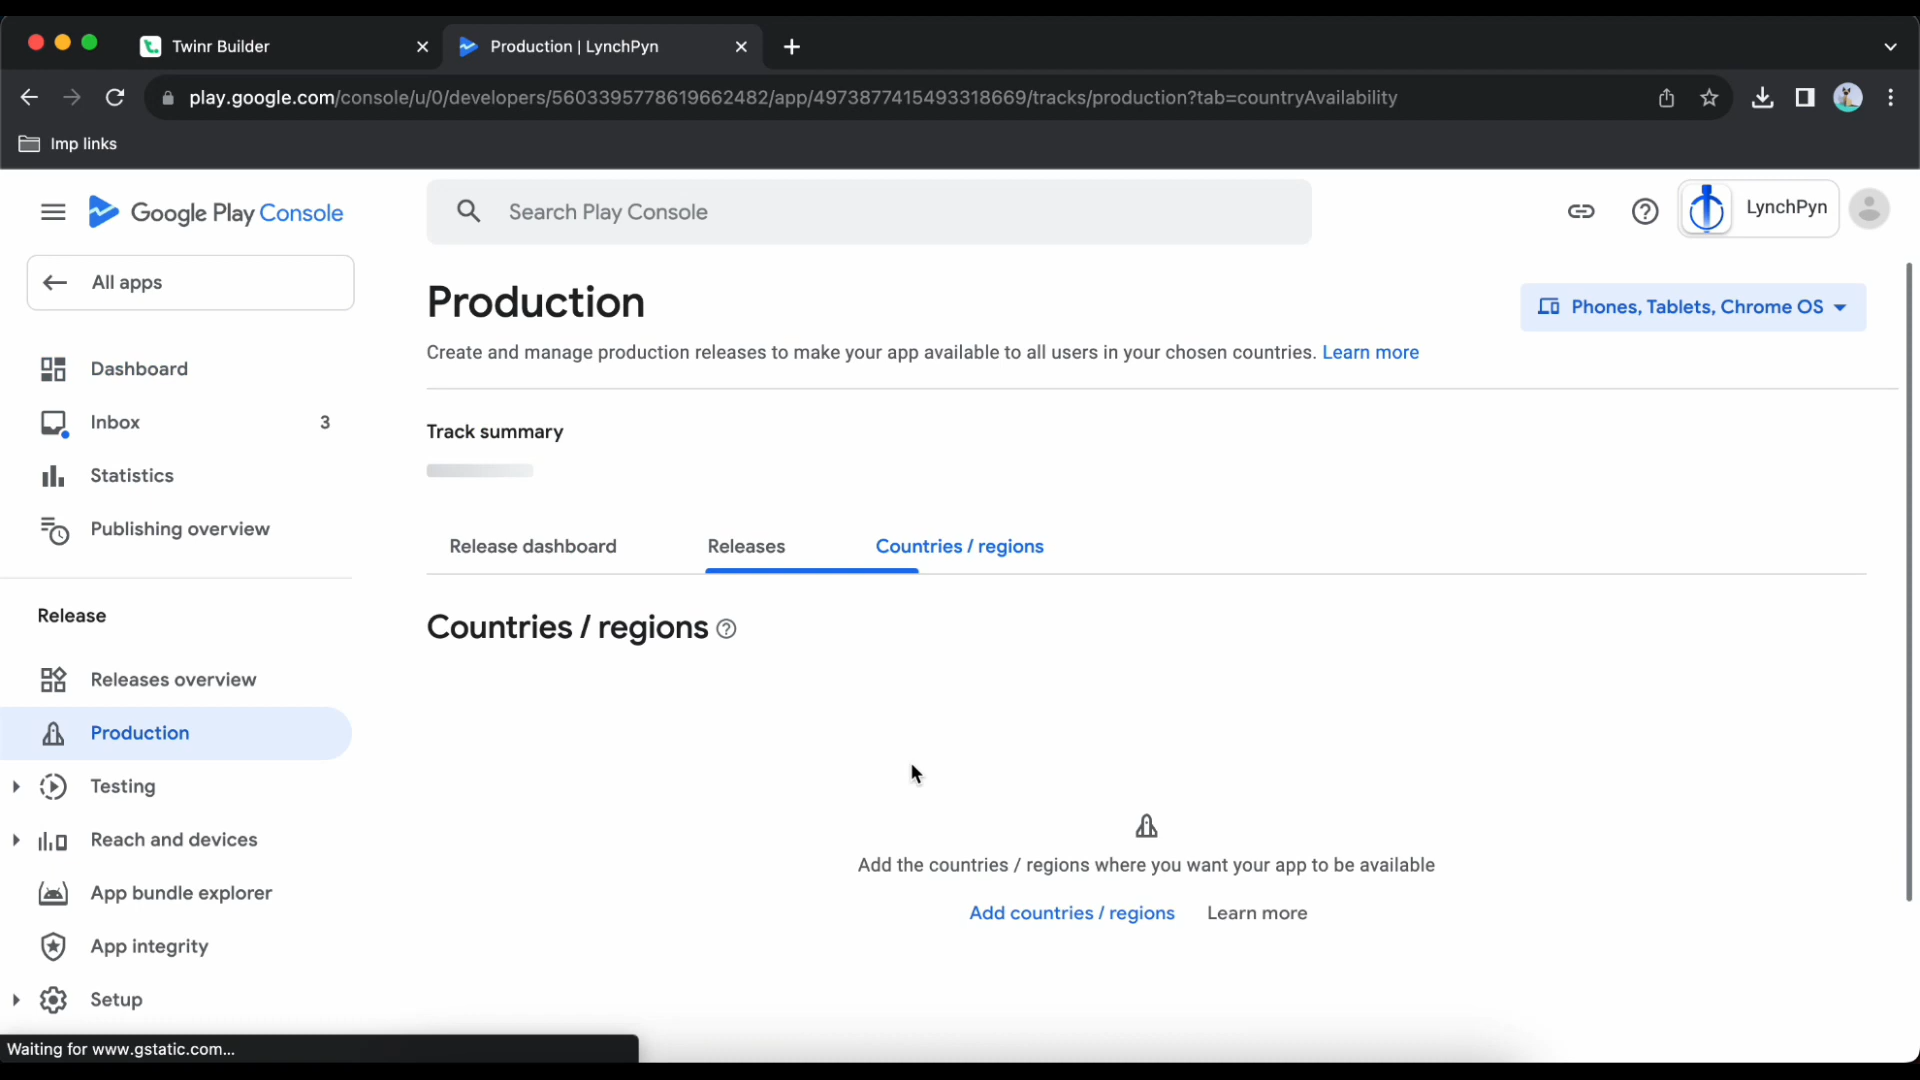 Twinr Builder
Production | LynchPyn
play.google.com/console/u/0/developers/5603395778619662482/app/4973877415493318669/tracks/production?tab=countryAvailability
Imp links
Google Play Console
Search Play Console
LynchPyn
All apps
Production
Phones, Tablets, Chrome OS
Create and manage production releases to make your app available to all users in your chosen countries. Learn more
Dashboard
Inbox 3
Statistics
Publishing overview
Track summary
Release dashboard
Releases
Countries / regions
Release
Countries / regions
Releases overview
Production
Testing
Reach and devices
App bundle explorer
App integrity
Setup
Add the countries / regions where you want your app to be available
Add countries / regions
Learn more
Waiting for www.gstatic.com...